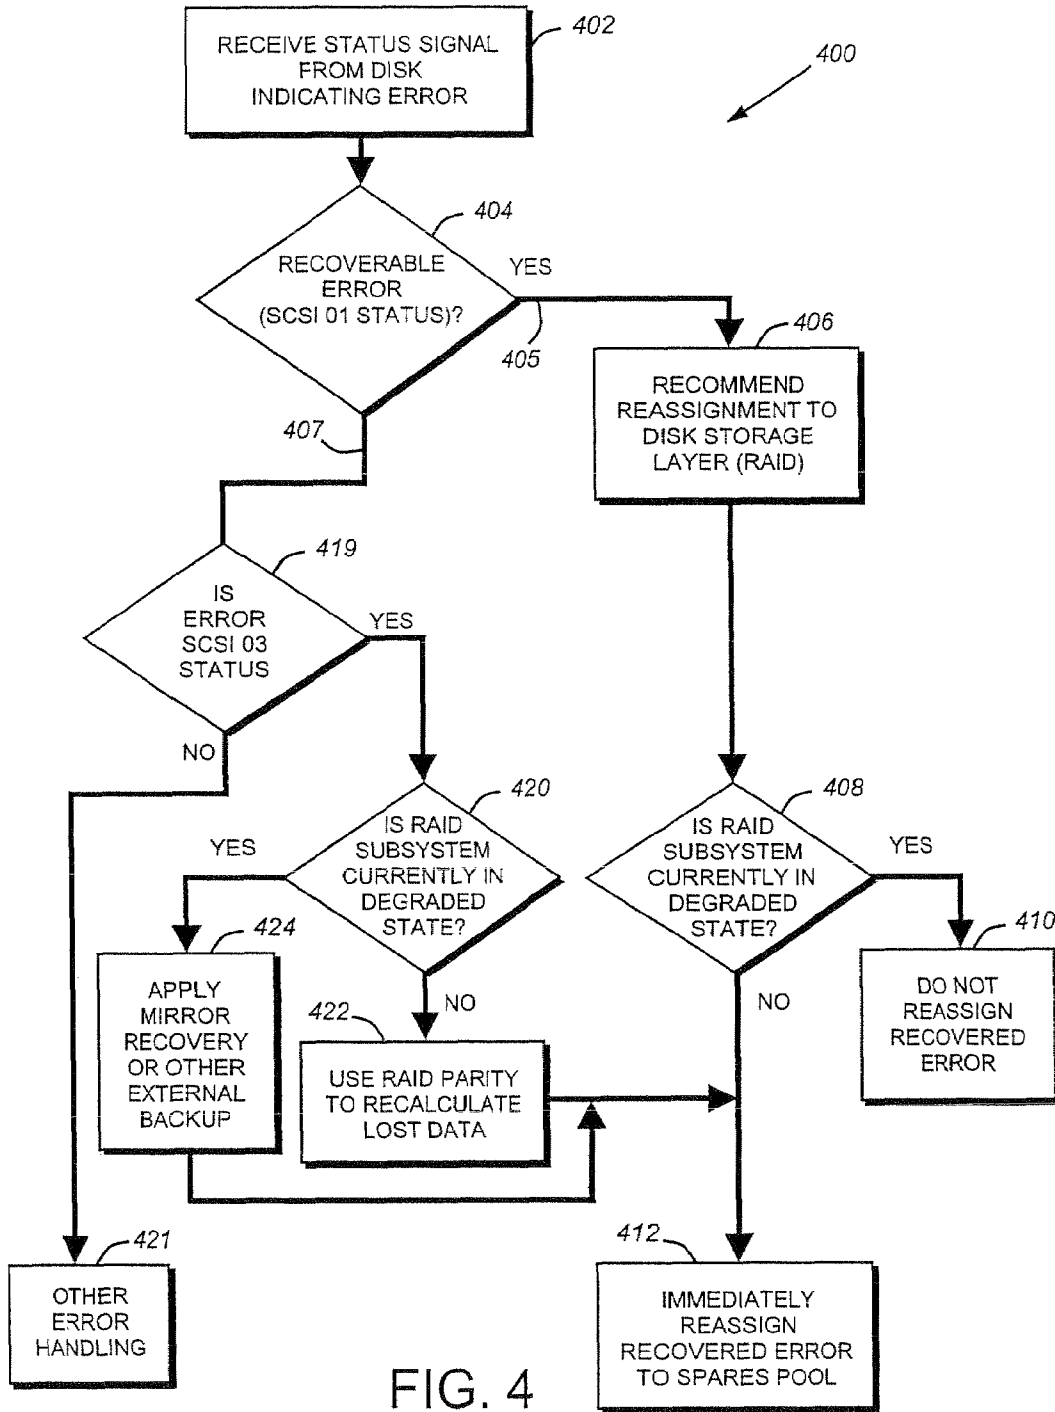 402
RECEIVE STATUS SIGNAL
FROM DISK
INDICATING ERROR
400
404
RECOVERABLE
ERROR
(SCSI 01 STATUS)?
YES
405
406
RECOMMEND
REASSIGNMENT TO
DISK STORAGE
LAYER (RAID)
407
419
IS
ERROR
SCSI 03
STATUS
YES
NO
420
IS RAID
SUBSYSTEM
CURRENTLY IN
DEGRADED
STATE?
YES
NO
408
IS RAID
SUBSYSTEM
CURRENTLY IN
DEGRADED
STATE?
YES
NO
410
DO NOT
REASSIGN
RECOVERED
ERROR
424
APPLY
MIRROR
RECOVERY
OR OTHER
EXTERNAL
BACKUP
422
USE RAID PARITY
TO RECALCULATE
LOST DATA
421
OTHER
ERROR
HANDLING
412
IMMEDIATELY
REASSIGN
RECOVERED ERROR
TO SPARES POOL
FIG. 4